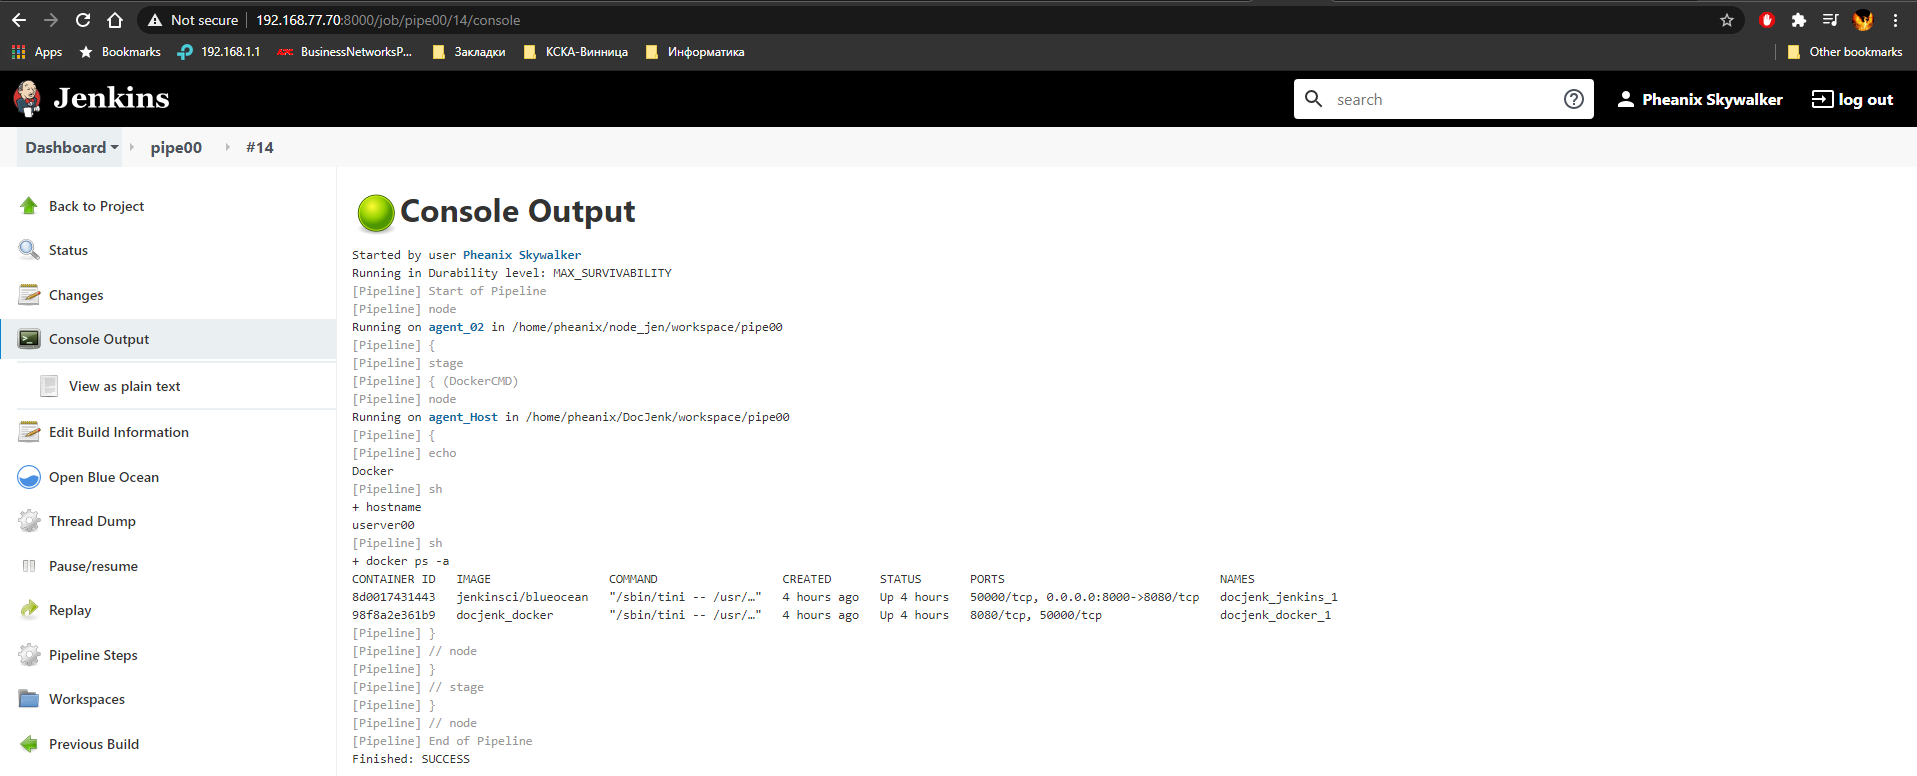 Not secure 192.168.77.70:8000/job/pipe00/14/console
Apps Bookmarks 192.168.1.1 BusinessNetworksP... Закладки КСКА-Винница Информатика Other bookmarks
Jenkins search Pheanix Skywalker log out
Dashboard pipe00 #14
Back to Project
Status
Changes
Console Output
View as plain text
Edit Build Information
Open Blue Ocean
Thread Dump
Pause/resume
Replay
Pipeline Steps
Workspaces
Previous Build
Console Output
Started by user Pheanix Skywalker
Running in Durability level: MAX_SURVIVABILITY
[Pipeline] Start of Pipeline
[Pipeline] node
Running on agent_02 in /home/pheanix/node_jen/workspace/pipe00
[Pipeline] {
[Pipeline] stage
[Pipeline] { (DockerCMD)
[Pipeline] node
Running on agent_Host in /home/pheanix/DocJenk/workspace/pipe00
[Pipeline] {
[Pipeline] echo
Docker
[Pipeline] sh
+ hostname
userver00
[Pipeline] sh
+ docker ps -a
CONTAINER ID IMAGE COMMAND CREATED STATUS PORTS NAMES
8d0017431443 jenkinsci/blueocean "/sbin/tini -- /usr/…" 4 hours ago Up 4 hours 50000/tcp, 0.0.0.0:8000->8080/tcp docjenk_jenkins_1
98f8a2e361b9 docjenk_docker "/sbin/tini -- /usr/…" 4 hours ago Up 4 hours 8080/tcp, 50000/tcp docjenk_docker_1
[Pipeline] }
[Pipeline] // node
[Pipeline] }
[Pipeline] // stage
[Pipeline] }
[Pipeline] // node
[Pipeline] End of Pipeline
Finished: SUCCESS